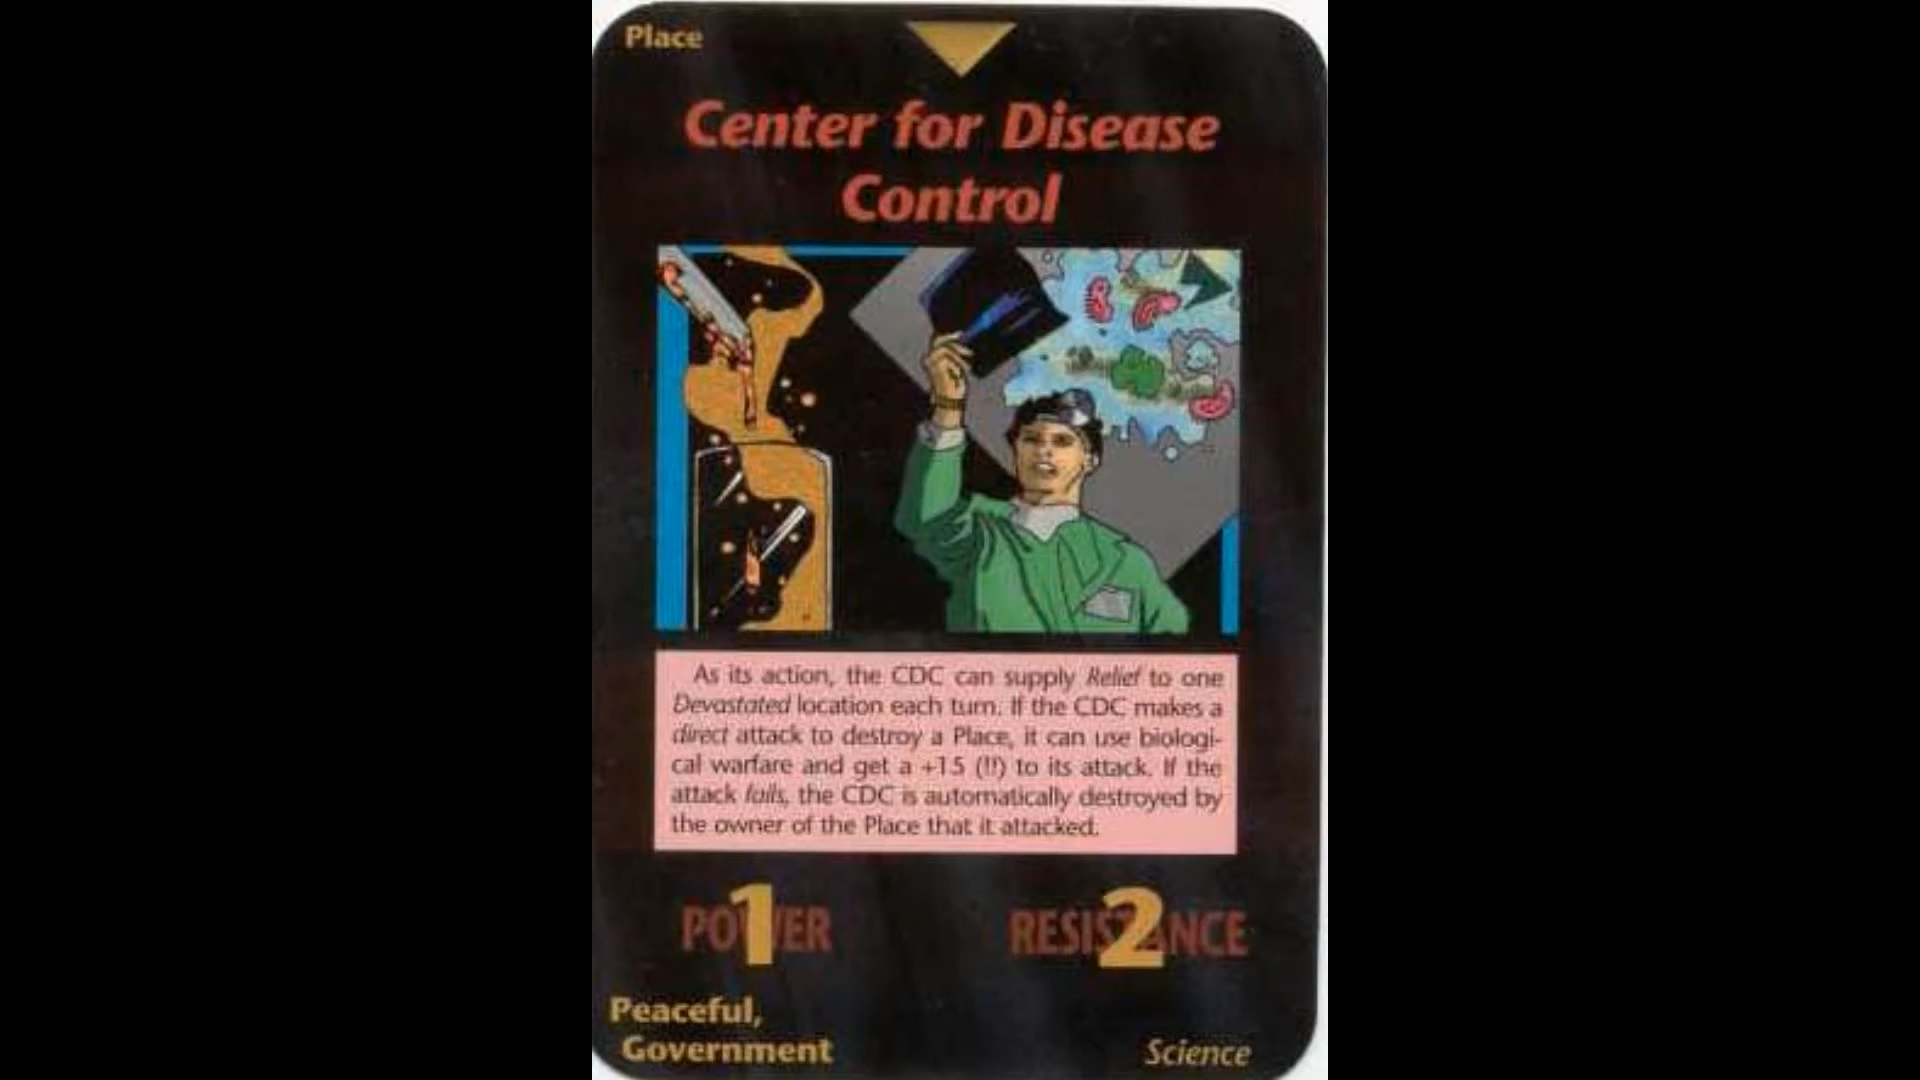 Place
Center for Disease
Control
As its action, the CDC can supply Relief to one
Devastated location each turn. If the CDC makes a
direct attack to destroy a Place, it can use biologi-
cal warfare and get a +15 (!!) to its attack. If the
attack fails, the CDC is automatically destroyed by
the owner of the Place that it attacked.
POWER 1
RESISTANCE 2
Peaceful,
Government
Science